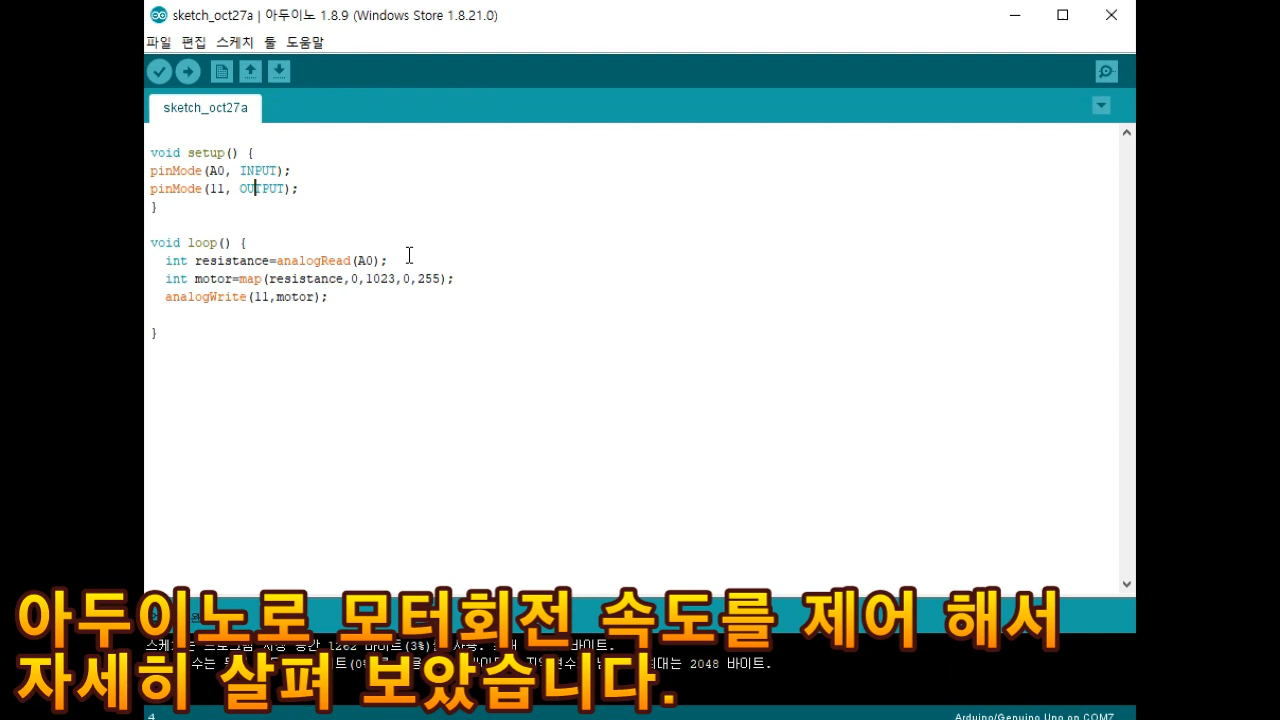 sketch_oct27a | 아두이노 1.8.9 (Windows Store 1.8.21.0)
파일 편집 스케치 툴 도움말
sketch_oct27a
void setup() {
pinMode(A0, INPUT);
pinMode(11, OUTPUT);
}
void loop() {
int resistance=analogRead(A0);
int motor=map(resistance,0,1023,0,255);
analogWrite(11,motor);
}
아두이노로 모터회전 속도를 제어 해서
자세히 살펴 보았습니다.
2048 바이트.
4
Arduino/Genuino Uno on COM7